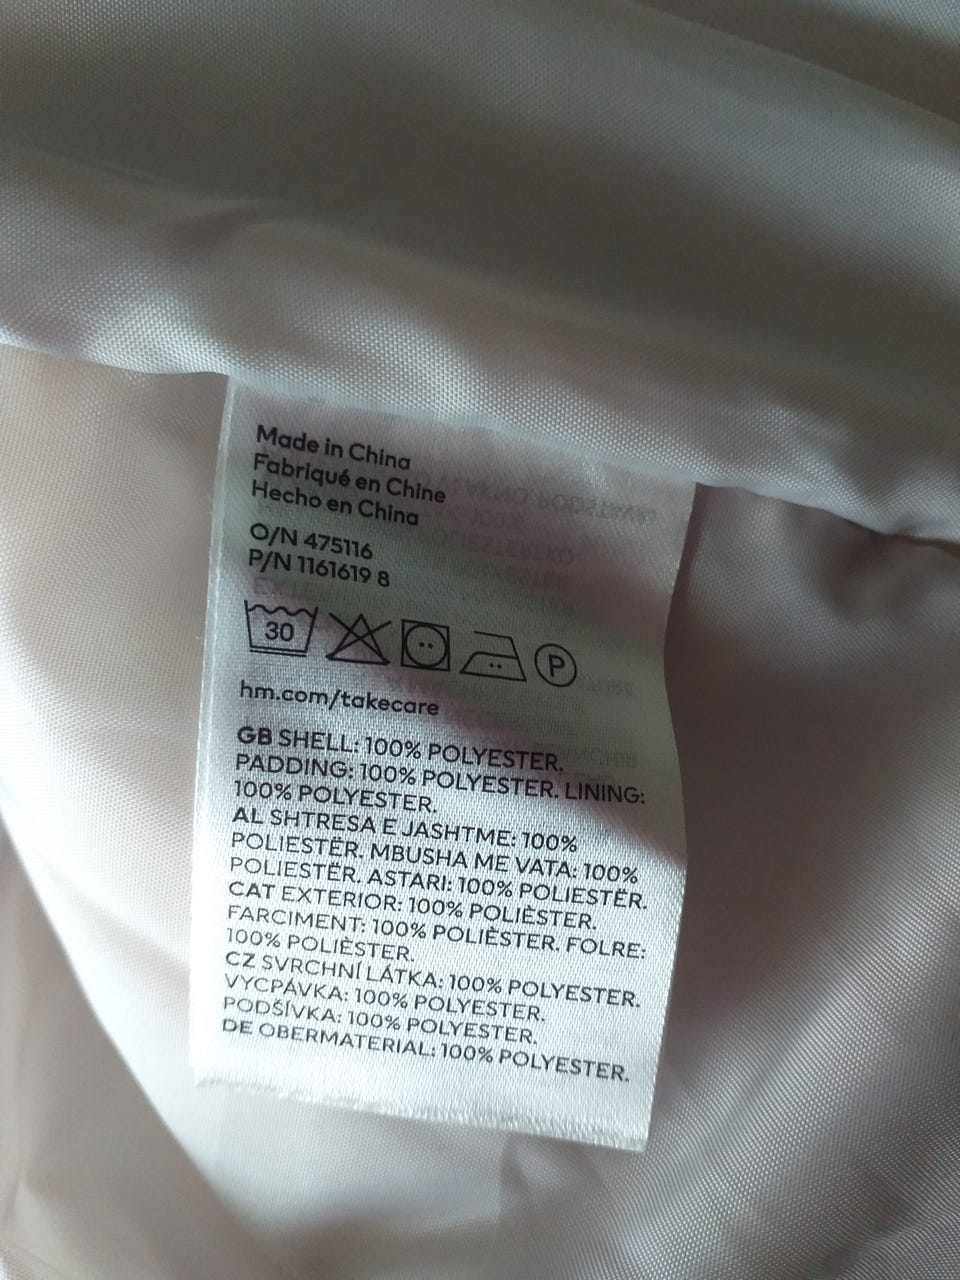 Made in China
Fabriqué en Chine
Hecho en China
O/N 475116
P/N 1161619 8
30
P
hm.com/takecare
GB SHELL: 100% POLYESTER.
PADDING: 100% POLYESTER. LINING:
100% POLYESTER.
AL SHTRESA E JASHTME: 100%
POLIESTËR. MBUSHA ME VATA: 100%
POLIESTËR. ASTARI: 100% POLIESTËR.
CAT EXTERIOR: 100% POLIÈSTER.
FARCIMENT: 100% POLIÈSTER. FOLRE:
100% POLIÈSTER.
CZ SVRCHNÍ LÁTKA: 100% POLYESTER.
VYCPÁVKA: 100% POLYESTER.
PODŠÍVKA: 100% POLYESTER.
DE OBERMATERIAL: 100% POLYESTER.